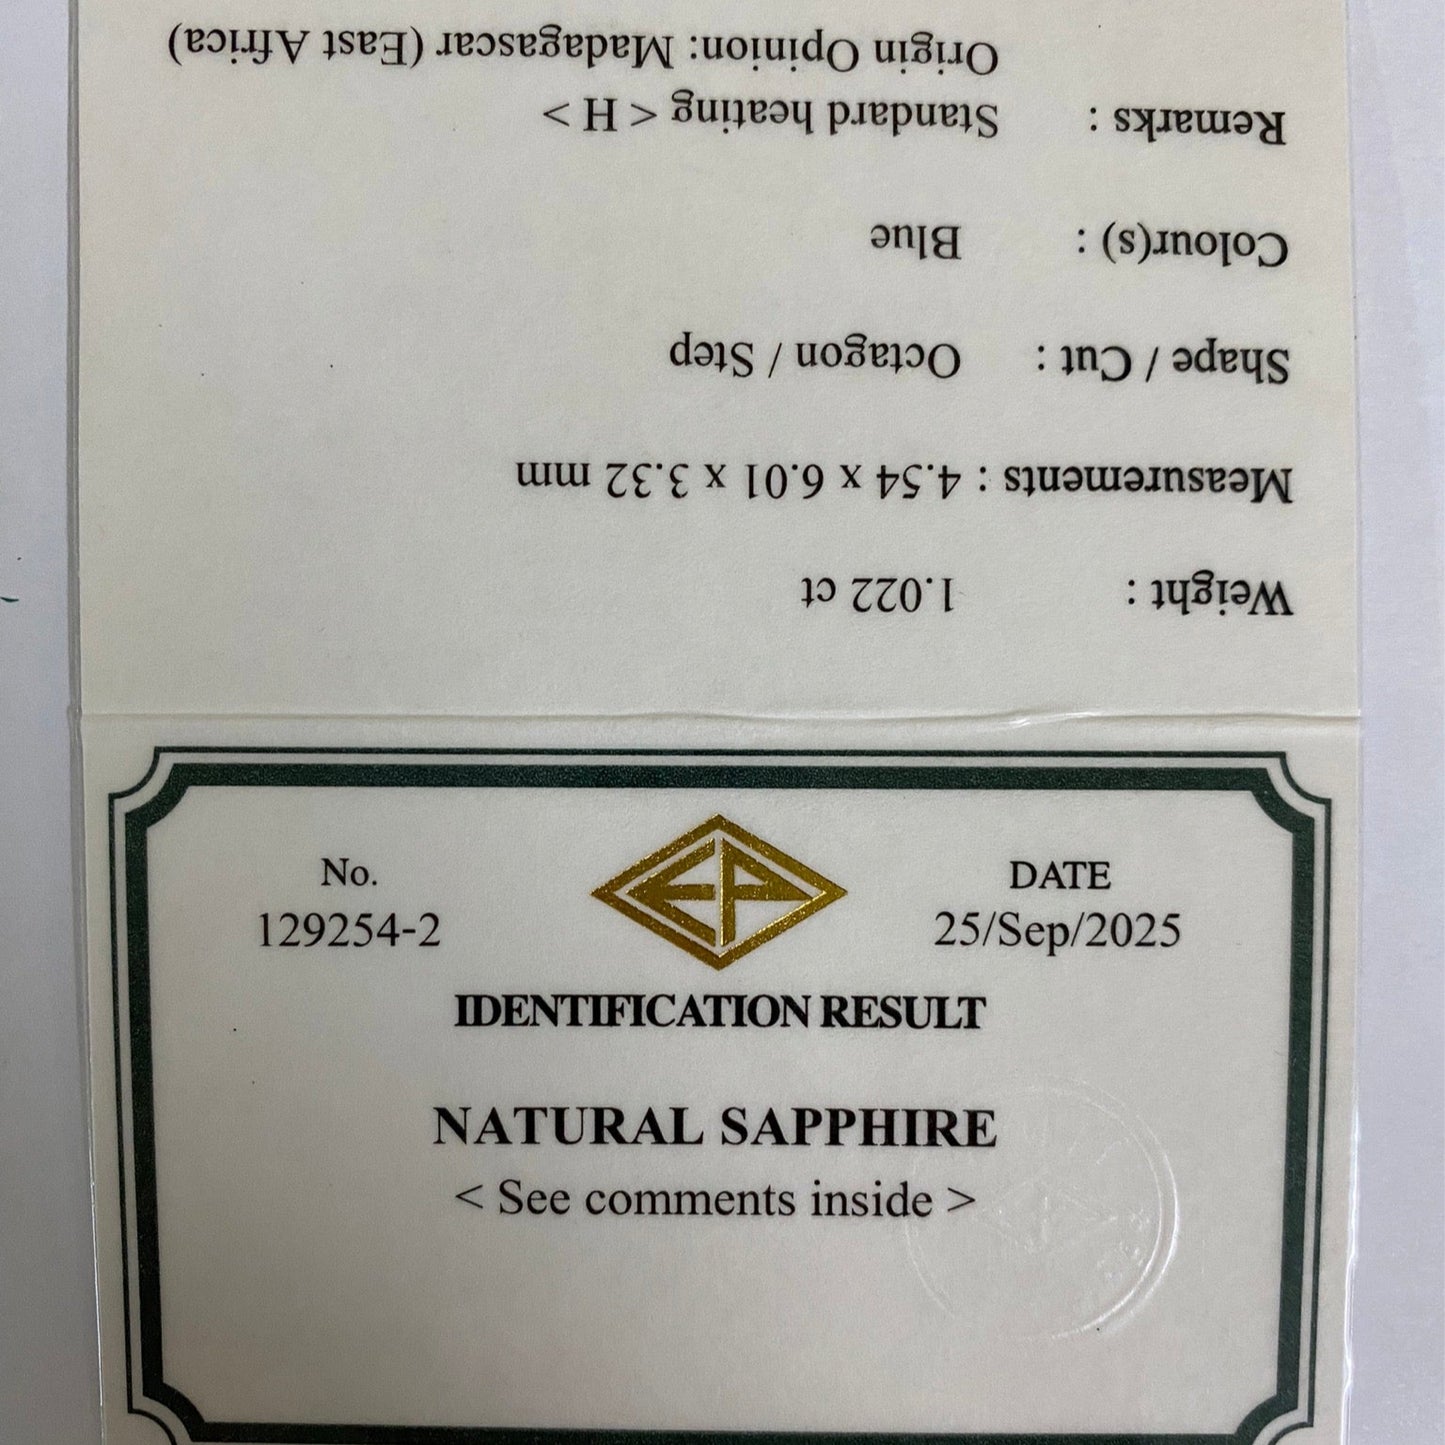 No.
129254-2
EP
DATE
25/Sep/2025
IDENTIFICATION RESULT
NATURAL SAPPHIRE
< See comments inside >
Weight : 1.022 ct
Measurements : 4.54 x 6.01 x 3.32 mm
Shape / Cut : Octagon / Step
Colour(s) : Blue
Remarks : Standard heating < H >
Origin Opinion: Madagascar (East Africa)